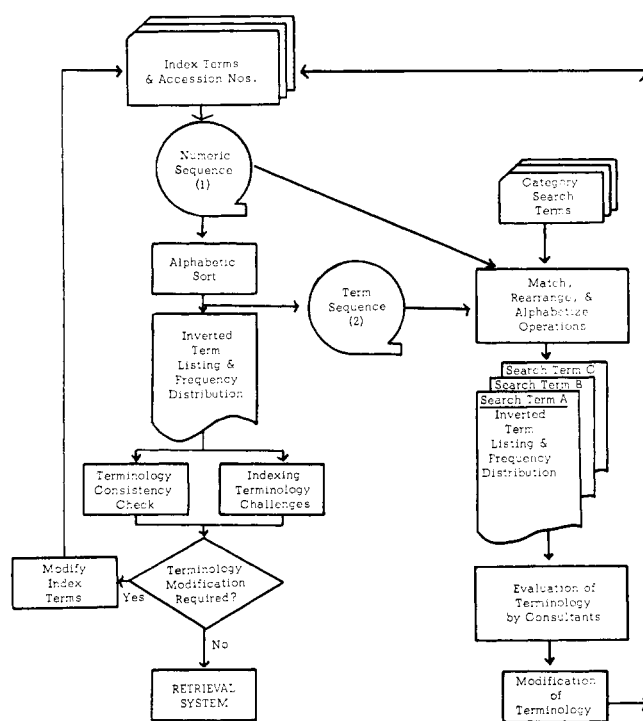 Index Terms
& Accession Nos.
Numeric
Sequence
(1)
Category
Search
Terms
Alphabetic
Sort
Term
Sequence
(2)
Match,
Rearrange, &
Alphabetize
Operations
Inverted
Term
Listing &
Frequency
Distribution
Search Term C
Search Term B
Search Term A
Inverted
Term
Listing &
Frequency
Distribution
Terminology
Consistency
Check
Indexing
Terminology
Challenges
Modify
Index
Terms
Yes
Terminology
Modification
Required?
No
Evaluation of
Terminology
by Consultants
RETRIEVAL
SYSTEM
Modification
of
Terminology